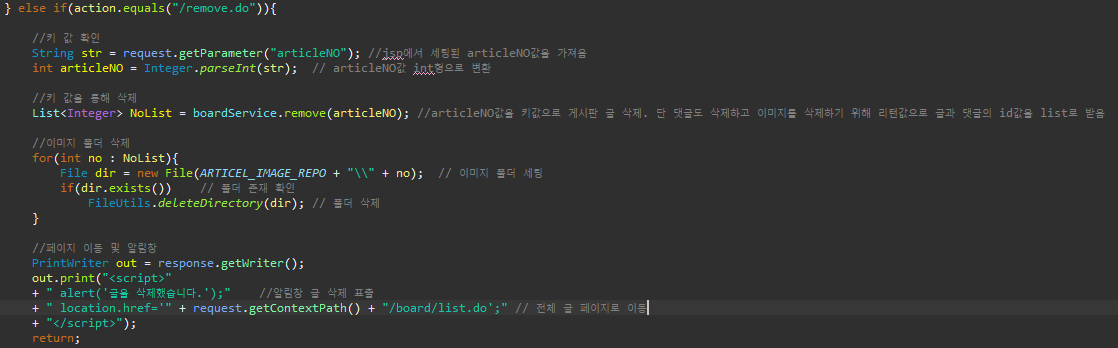 } else if(action.equals("/remove.do")){
//키 값 확인
String str = request.getParameter("articleNO"); //jsp에서 세팅된 articleNO값을 가져옴
int articleNO = Integer.parseInt(str);  // articleNO값 int형으로 변환
//키 값을 통해 삭제
List<Integer> NoList = boardService.remove(articleNO); //articleNO값을 키값으로 게시판 글 삭제. 단 댓글도 삭제하고 이미지를 삭제하기 위해 리턴값으로 글과 댓글의 id값을 list로 받음
//이미지 폴더 삭제
for(int no : NoList){
File dir = new File(ARTICEL_IMAGE_REPO + "\\" + no);  // 이미지 폴더 세팅
if(dir.exists())    // 폴더 존재 확인
FileUtils.deleteDirectory(dir); // 폴더 삭제
}
//페이지 이동 및 알림창
PrintWriter out = response.getWriter();
out.print("<script>"
+ " alert('글을 삭제했습니다.');"    //알림창 글 삭제 표출
+ " location.href='" + request.getContextPath() + "/board/list.do';" // 전체 글 페이지로 이동
+ "</script>");
return;